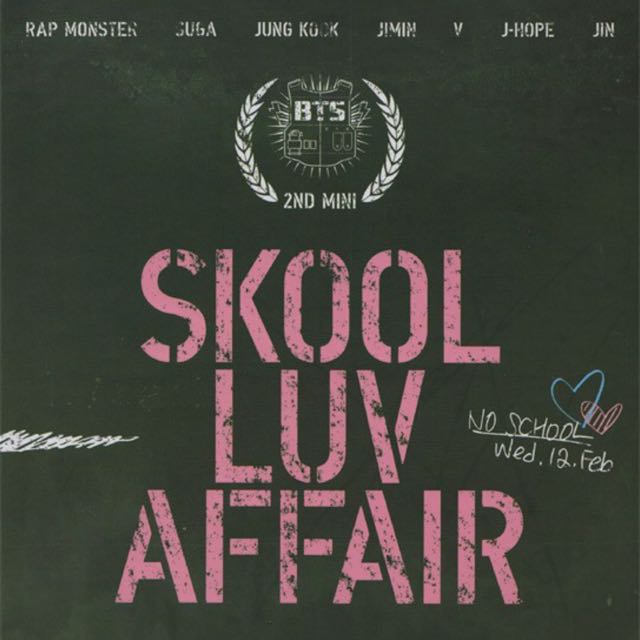 RAP MONSTER SUGA JUNG KOOK JIMIN V J-HOPE JIN
BTS
2ND MINI
SKOOL
LUV
AFFAIR
NO SCHOOL
Wed. 12. Feb